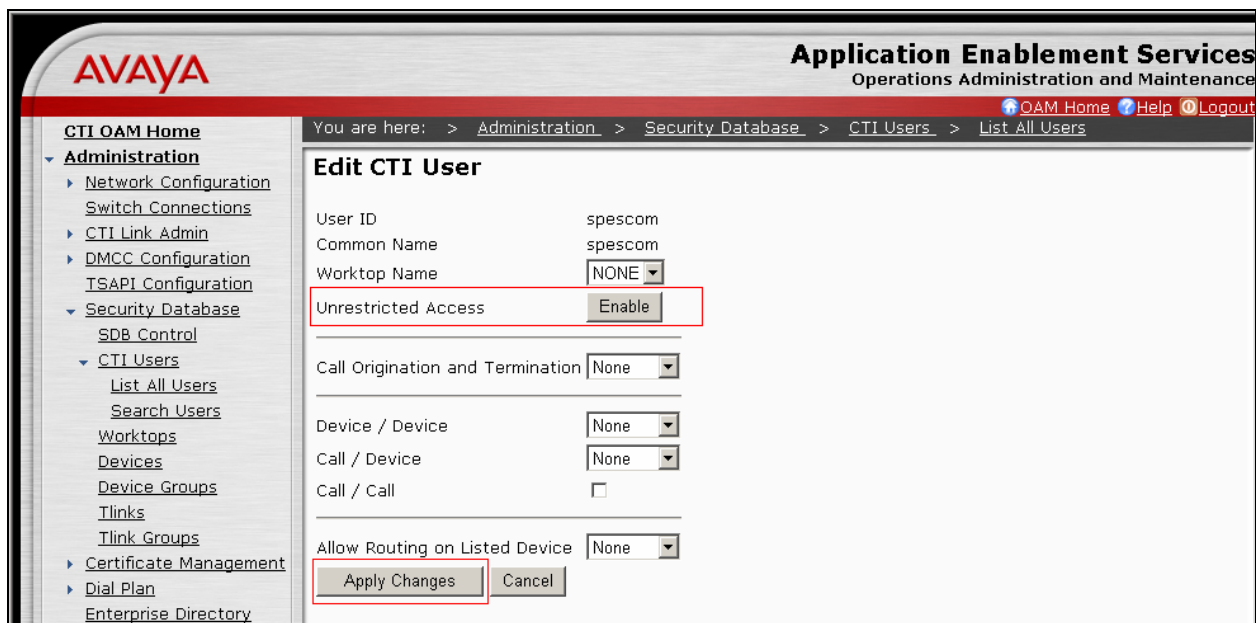 AVAYA
Application Enablement Services
Operations Administration and Maintenance
OAM Home Help Logout
CTI OAM Home
Administration
Network Configuration
Switch Connections
CTI Link Admin
DMCC Configuration
TSAPI Configuration
Security Database
SDB Control
CTI Users
List All Users
Search Users
Worktops
Devices
Device Groups
Tlinks
Tlink Groups
Certificate Management
Dial Plan
Enterprise Directory
You are here: > Administration > Security Database > CTI Users > List All Users
Edit CTI User
User ID spescom
Common Name spescom
Worktop Name NONE
Unrestricted Access Enable
Call Origination and Termination None
Device / Device None
Call / Device None
Call / Call
Allow Routing on Listed Device None
Apply Changes Cancel